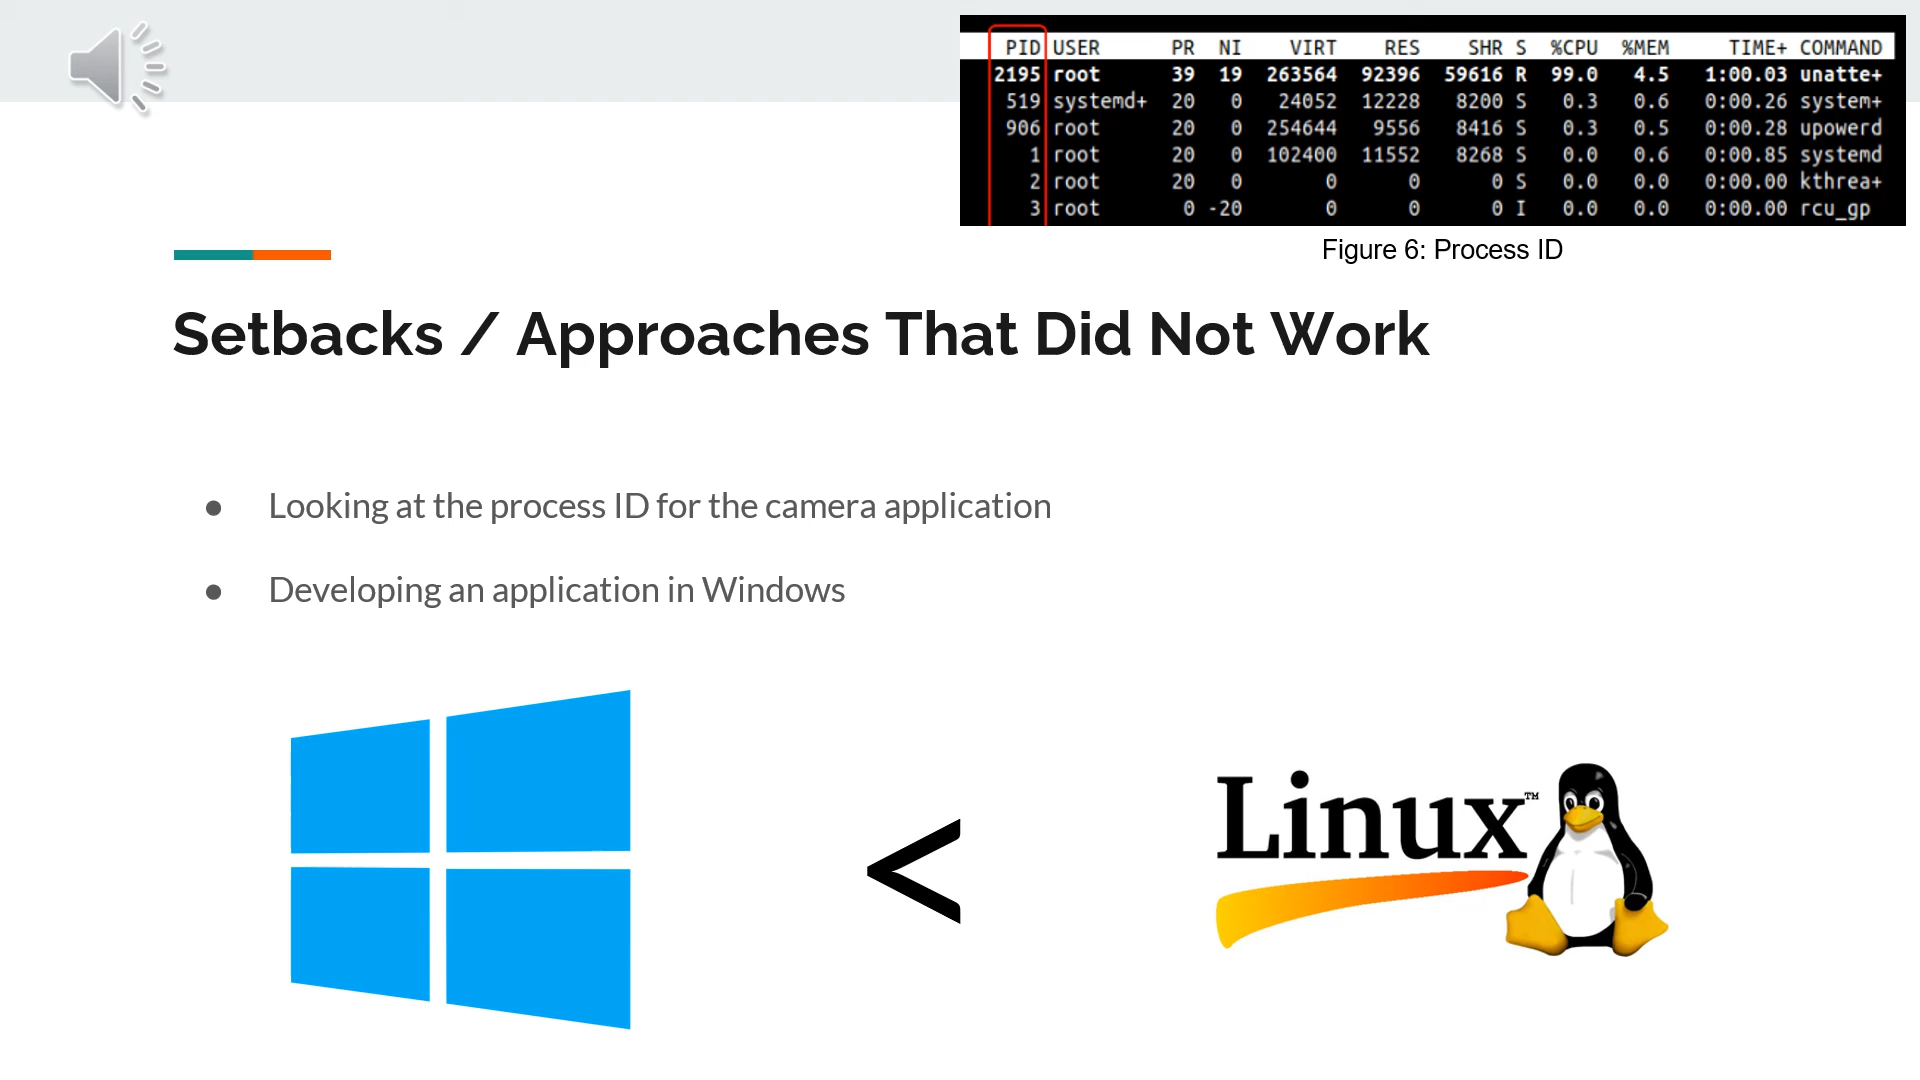 PID USER PR NI VIRT RES SHR S %CPU %MEM TIME+ COMMAND
2195 root 39 19 263564 92396 59616 R 99.0 4.5 1:00.03 unatte+
519 systemd+ 20 0 24052 12228 8200 S 0.3 0.6 0:00.26 system+
906 root 20 0 254644 9556 8416 S 0.3 0.5 0:00.28 upowerd
1 root 20 0 102400 11552 8268 S 0.0 0.6 0:00.85 systemd
2 root 20 0 0 0 0 S 0.0 0.0 0:00.00 kthrea+
3 root 0 -20 0 0 0 I 0.0 0.0 0:00.00 rcu_gp
Figure 6: Process ID
Setbacks / Approaches That Did Not Work
● Looking at the process ID for the camera application
● Developing an application in Windows
<
Linux™